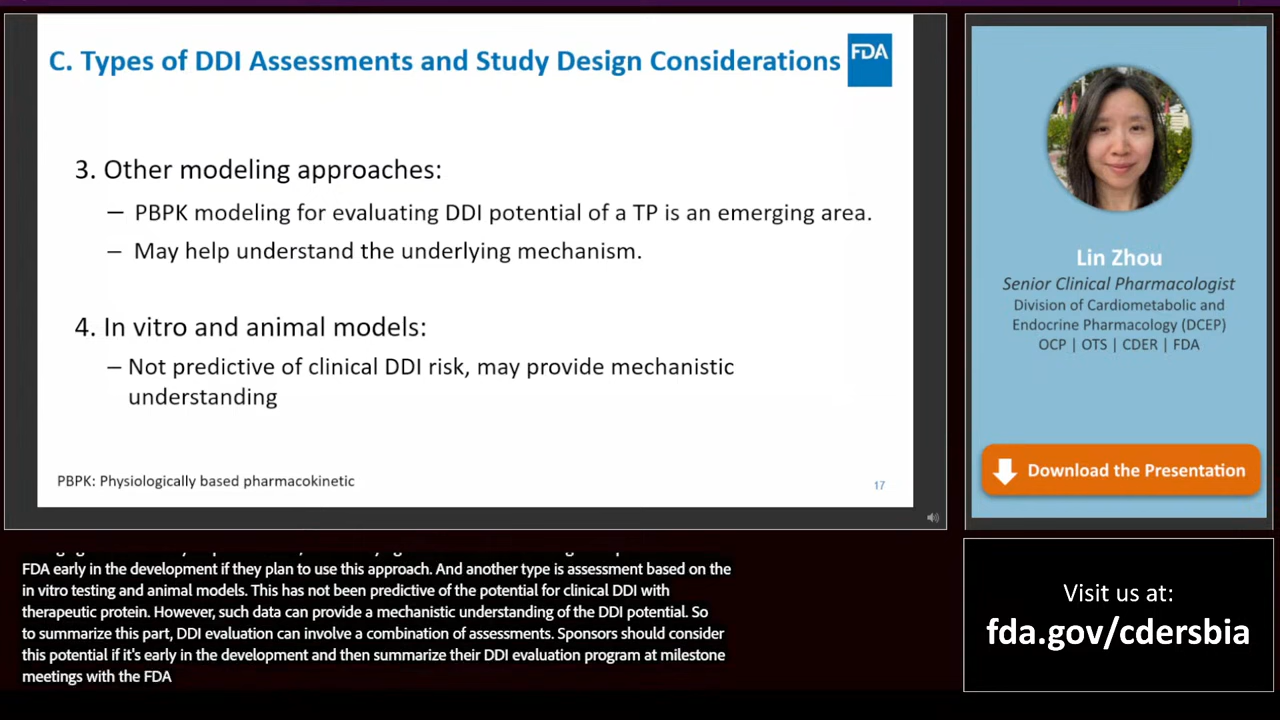 C. Types of DDI Assessments and Study Design Considerations
FDA
3. Other modeling approaches:
– PBPK modeling for evaluating DDI potential of a TP is an emerging area.
– May help understand the underlying mechanism.
4. In vitro and animal models:
– Not predictive of clinical DDI risk, may provide mechanistic
understanding
PBPK: Physiologically based pharmacokinetic
17
Lin Zhou
Senior Clinical Pharmacologist
Division of Cardiometabolic and
Endocrine Pharmacology (DCEP)
OCP | OTS | CDER | FDA
Download the Presentation
FDA early in the development if they plan to use this approach. And another type is assessment based on the
in vitro testing and animal models. This has not been predictive of the potential for clinical DDI with
therapeutic protein. However, such data can provide a mechanistic understanding of the DDI potential. So
to summarize this part, DDI evaluation can involve a combination of assessments. Sponsors should consider
this potential if it's early in the development and then summarize their DDI evaluation program at milestone
meetings with the FDA
Visit us at:
fda.gov/cdersbia